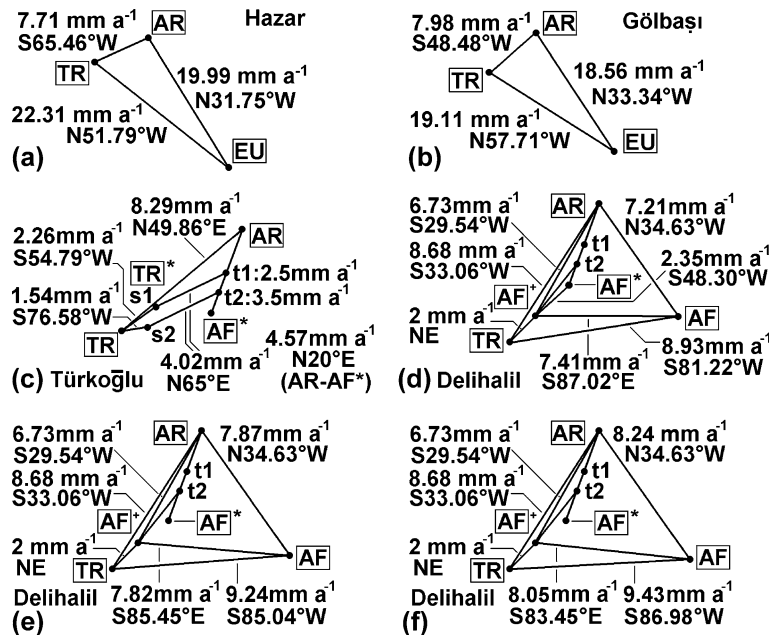 7.71 mm a-1
S65.46°W
AR
Hazar
TR
19.99 mm a-1
N31.75°W
22.31 mm a-1
N51.79°W
EU
(a)
7.98 mm a-1
S48.48°W
AR
Gölbaşı
TR
18.56 mm a-1
N33.34°W
19.11 mm a-1
N57.71°W
EU
(b)
8.29mm a-1
N49.86°E
AR
2.26mm a-1
S54.79°W
TR*
t1:2.5mm a-1
s1
t2:3.5mm a-1
1.54mm a-1
S76.58°W
AF*
TR
s2
4.57mm a-1
N20°E
(AR-AF*)
4.02mm a-1
N65°E
(c) Türkoğlu
6.73mm a-1
S29.54°W
AR
7.21mm a-1
N34.63°W
8.68 mm a-1
S33.06°W
t1
t2
2.35mm a-1
S48.30°W
AF+
AF*
2 mm a-1
NE
AF
TR
7.41mm a-1
S87.02°E
8.93mm a-1
S81.22°W
(d) Delihalil
6.73mm a-1
S29.54°W
AR
7.87mm a-1
N34.63°W
8.68 mm a-1
S33.06°W
t1
t2
AF+
AF*
2 mm a-1
NE
AF
TR
Delihalil
7.82mm a-1
S85.45°E
9.24mm a-1
S85.04°W
(e)
6.73mm a-1
S29.54°W
AR
8.24 mm a-1
N34.63°W
8.68 mm a-1
S33.06°W
t1
t2
AF+
AF*
2 mm a-1
NE
AF
TR
Delihalil
8.05mm a-1
S83.45°E
9.43mm a-1
S86.98°W
(f)